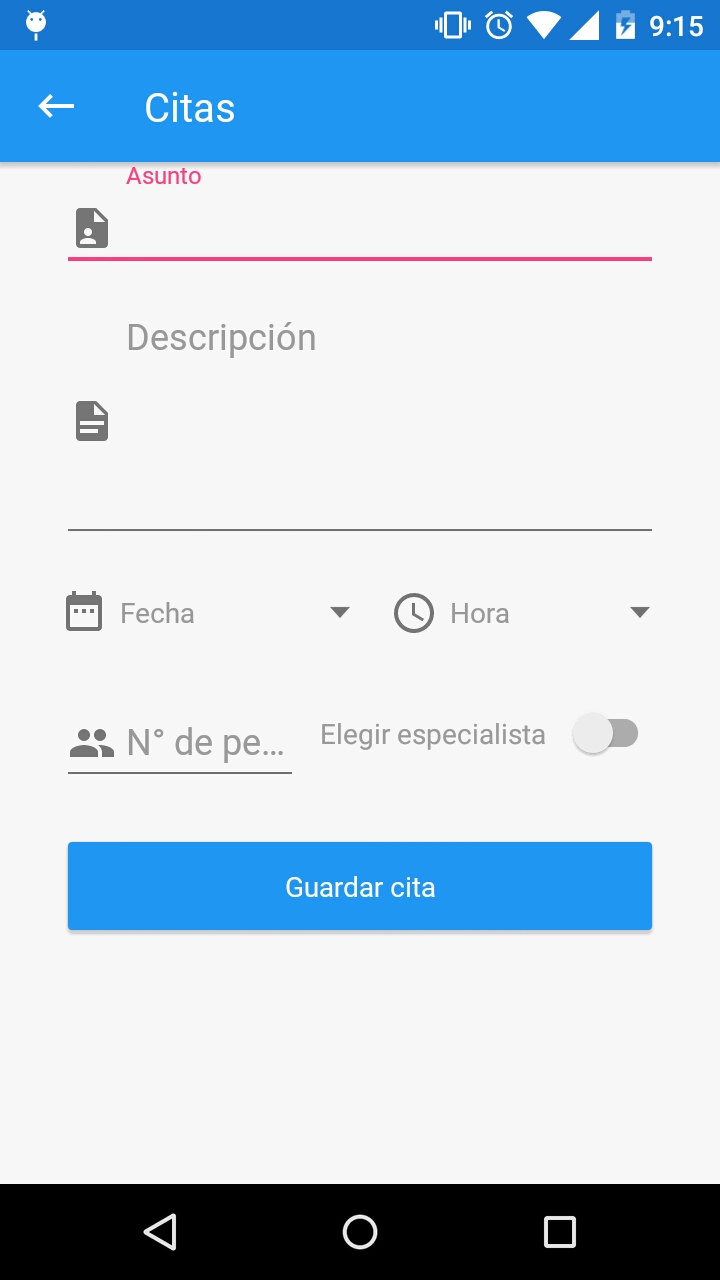 9:15
Citas
Asunto
Descripción
Fecha
Hora
N° de pe...
Elegir especialista
Guardar cita